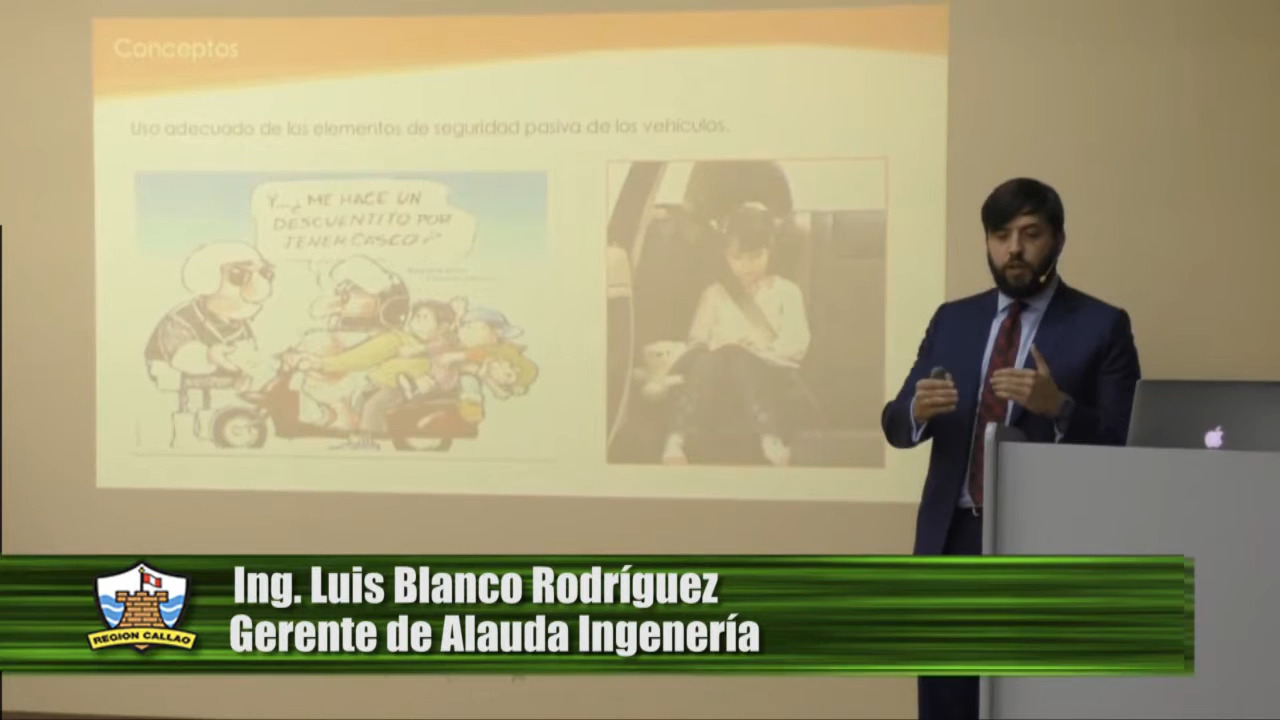 Conceptos
Uso adecuado de los elementos de seguridad pasiva de los vehículos.
Y...¿ ME HACE UN
DESCUENTITO POR
TENER CASCO?
Ing. Luis Blanco Rodríguez
Gerente de Alauda Ingenería
REGION CALLAO